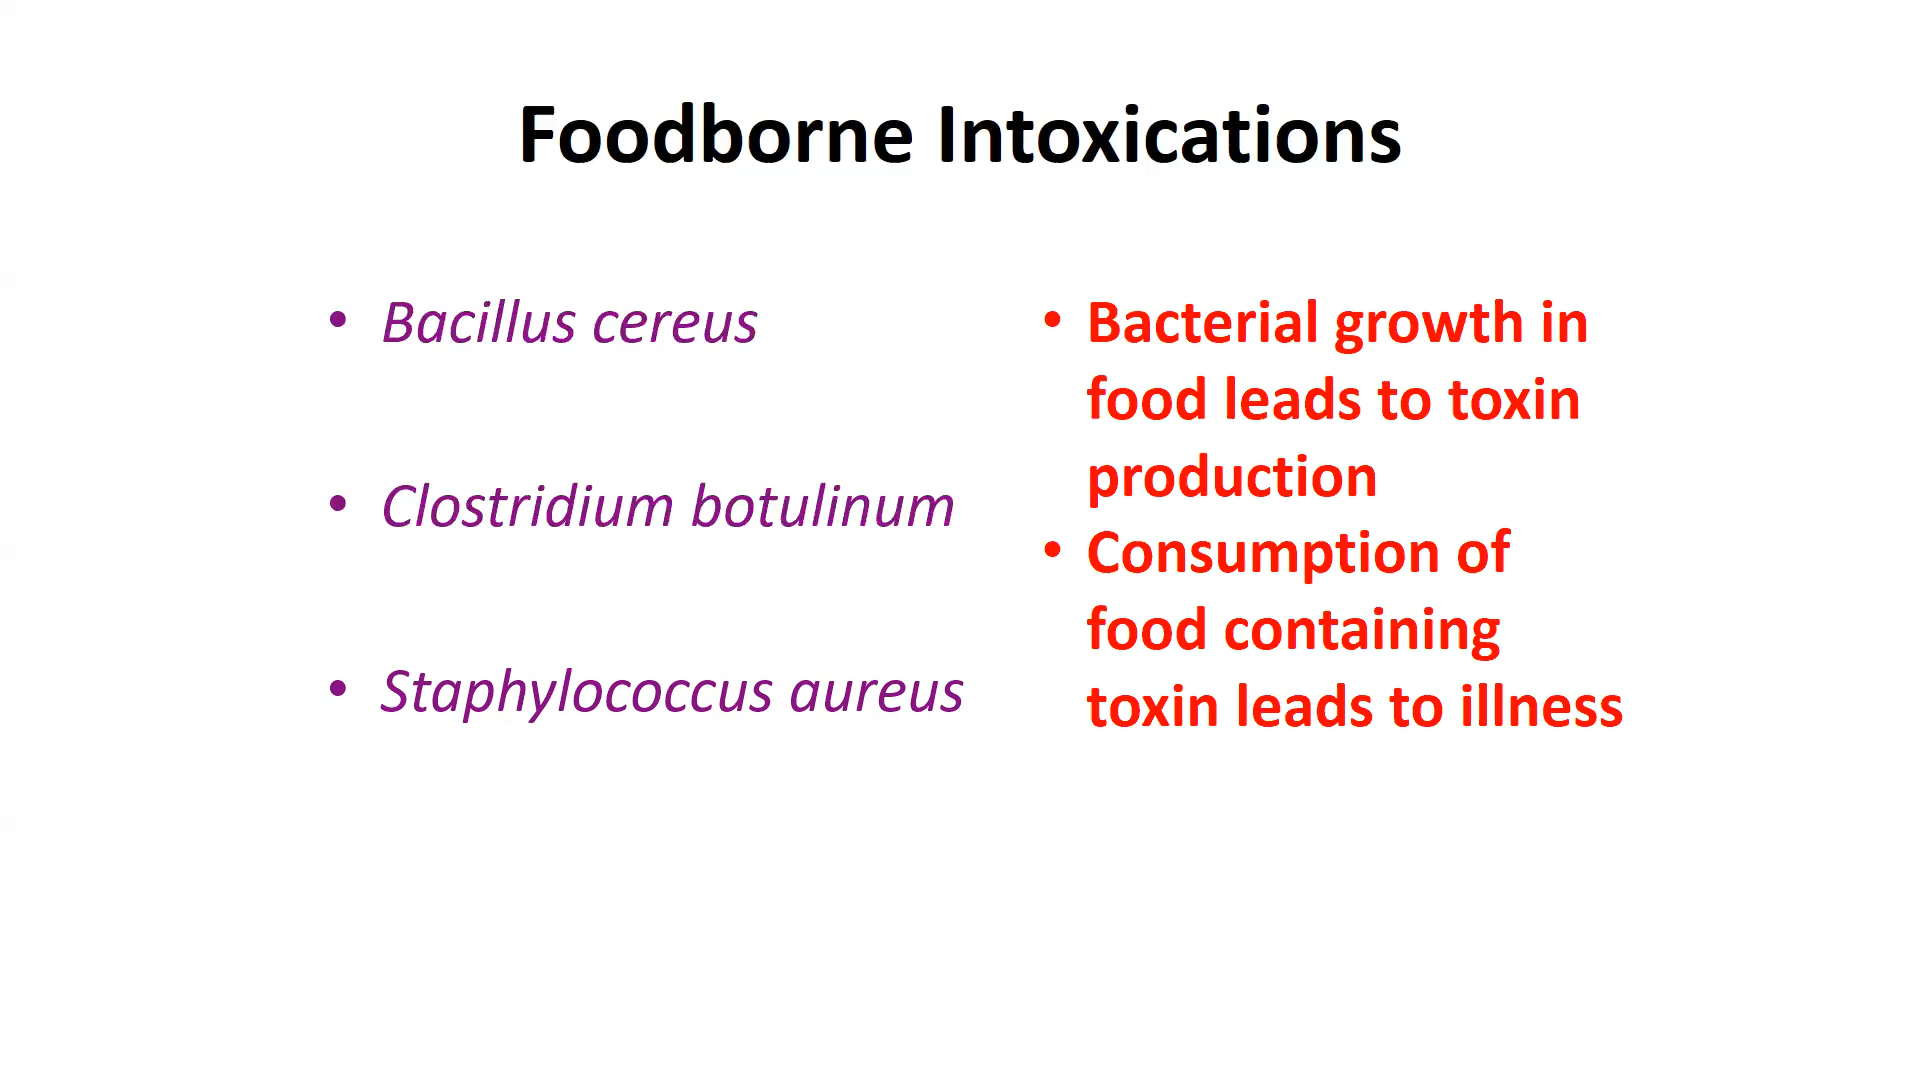 Foodborne Intoxications
• Bacillus cereus
• Clostridium botulinum
• Staphylococcus aureus
• Bacterial growth in
food leads to toxin
production
• Consumption of
food containing
toxin leads to illness